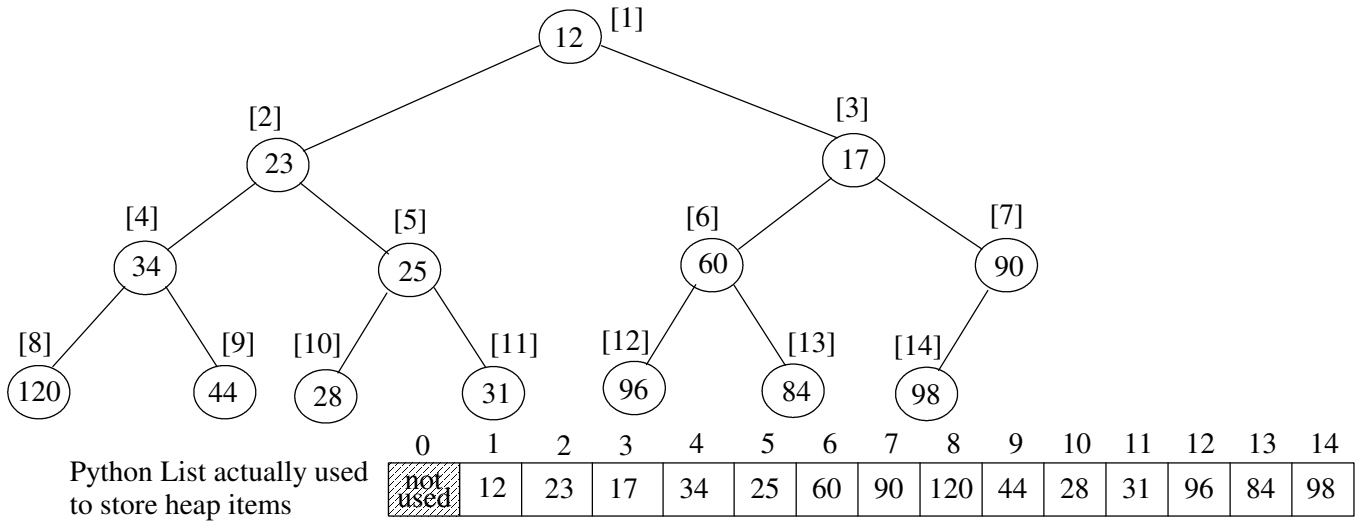 12 [1]
[2] [3]
23 17
[4] [5] [6] [7]
34 25 60 90
[8] [9] [10] [11] [12] [13] [14]
120 44 28 31 96 84 98
0 1 2 3 4 5 6 7 8 9 10 11 12 13 14
Python List actually used
to store heap items
not
used
12 23 17 34 25 60 90 120 44 28 31 96 84 98